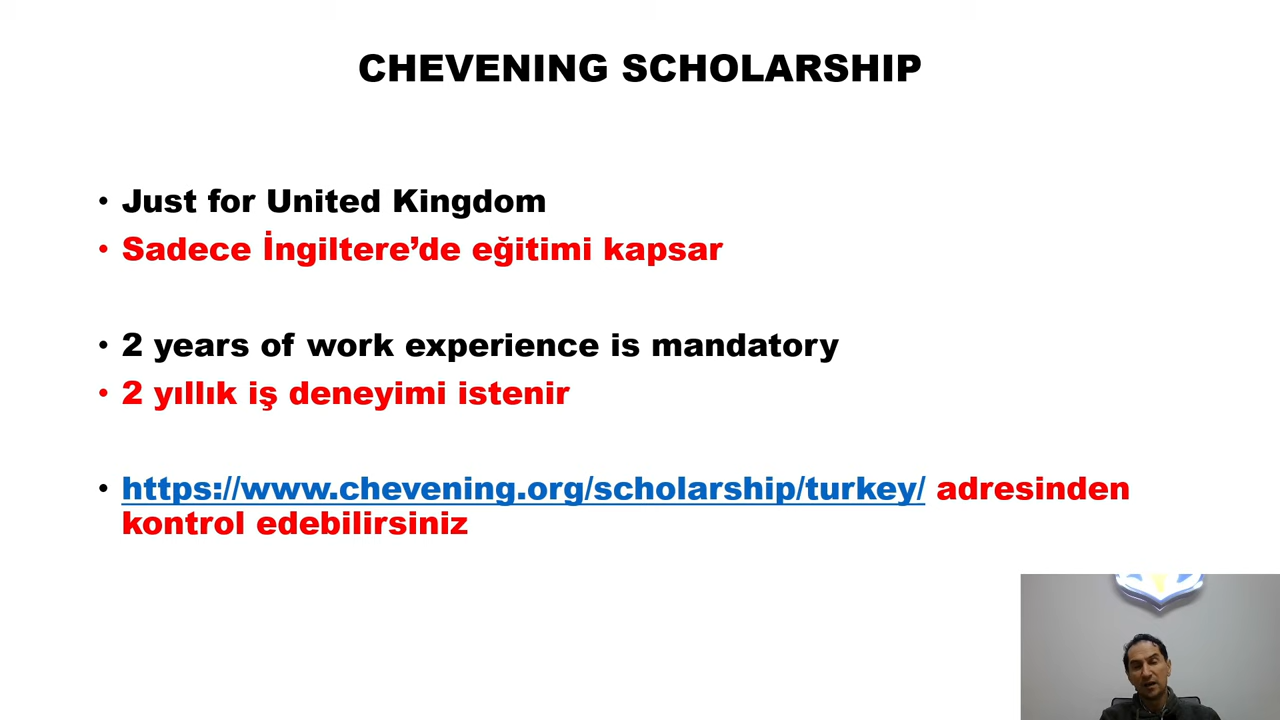 CHEVENING SCHOLARSHIP
• Just for United Kingdom
• Sadece İngiltere’de eğitimi kapsar
• 2 years of work experience is mandatory
• 2 yıllık iş deneyimi istenir
• https://www.chevening.org/scholarship/turkey/ adresinden
kontrol edebilirsiniz